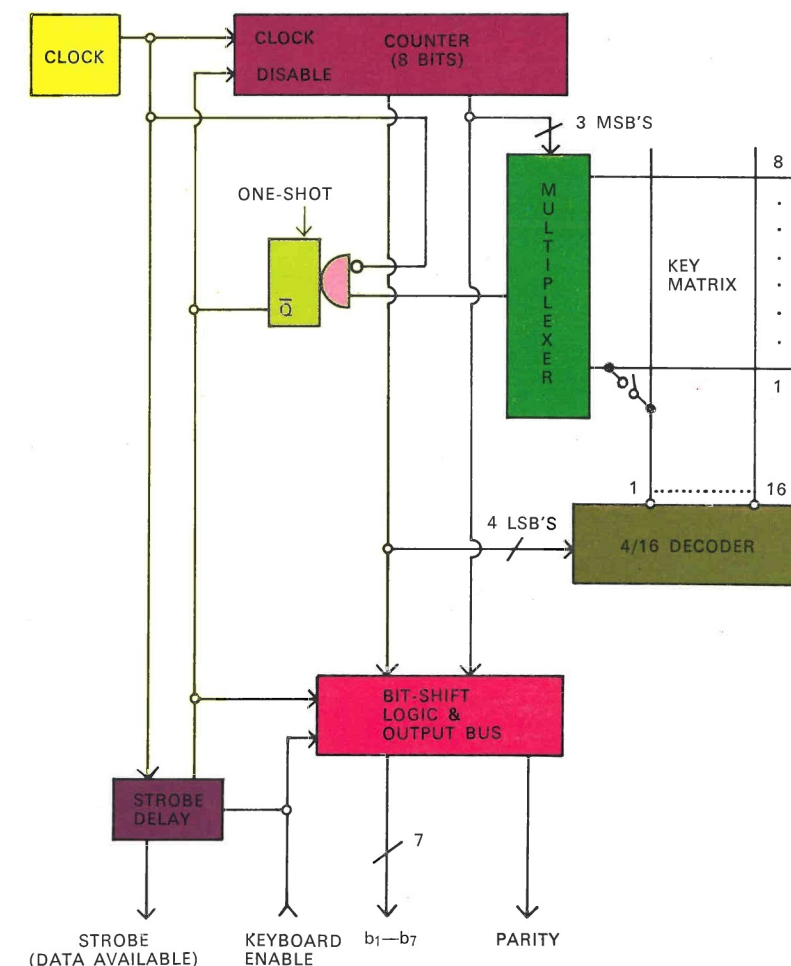 CLOCK
CLOCK
COUNTER
(8 BITS)
DISABLE
3 MSB'S
MULTIPLEXER
8
ONE-SHOT
KEY
MATRIX
Q̅
1
1
16
4 LSB'S
4/16 DECODER
BIT-SHIFT
LOGIC &
OUTPUT BUS
STROBE
DELAY
7
STROBE
(DATA AVAILABLE)
KEYBOARD
ENABLE
b₁—b₇
PARITY